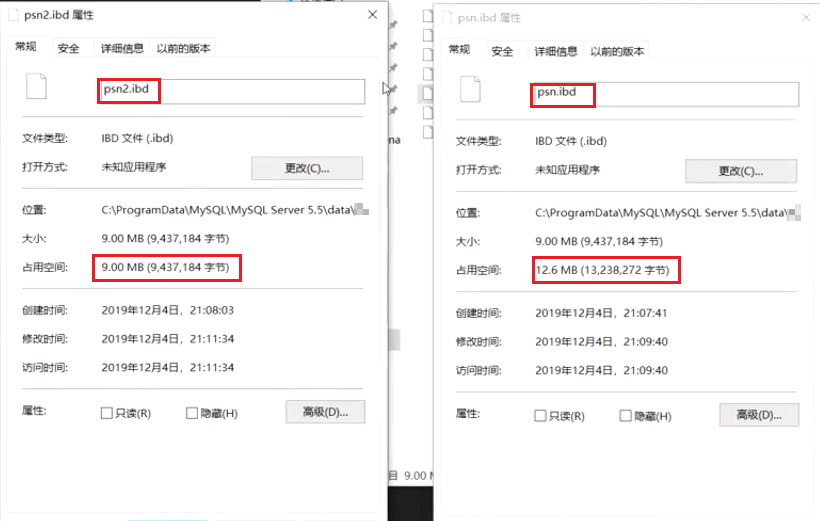 psn2.ibd 属性
常规 安全 详细信息 以前的版本
psn2.ibd
文件类型: IBD 文件 (.ibd)
打开方式: 未知应用程序 更改(C)...
位置: C:\ProgramData\MySQL\MySQL Server 5.5\data\
大小: 9.00 MB (9,437,184 字节)
占用空间: 9.00 MB (9,437,184 字节)
创建时间: 2019年12月4日，21:08:03
修改时间: 2019年12月4日，21:11:34
访问时间: 2019年12月4日，21:11:34
属性: 只读(R) 隐藏(H) 高级(D)...
na
目 9.00 M
psn.ibd 属性
常规 安全 详细信息 以前的版本
psn.ibd
文件类型: IBD 文件 (.ibd)
打开方式: 未知应用程序 更改(C)...
位置: C:\ProgramData\MySQL\MySQL Server 5.5\data\
大小: 9.00 MB (9,437,184 字节)
占用空间: 12.6 MB (13,238,272 字节)
创建时间: 2019年12月4日，21:07:41
修改时间: 2019年12月4日，21:09:40
访问时间: 2019年12月4日，21:09:40
属性: 只读(R) 隐藏(H) 高级(D)...